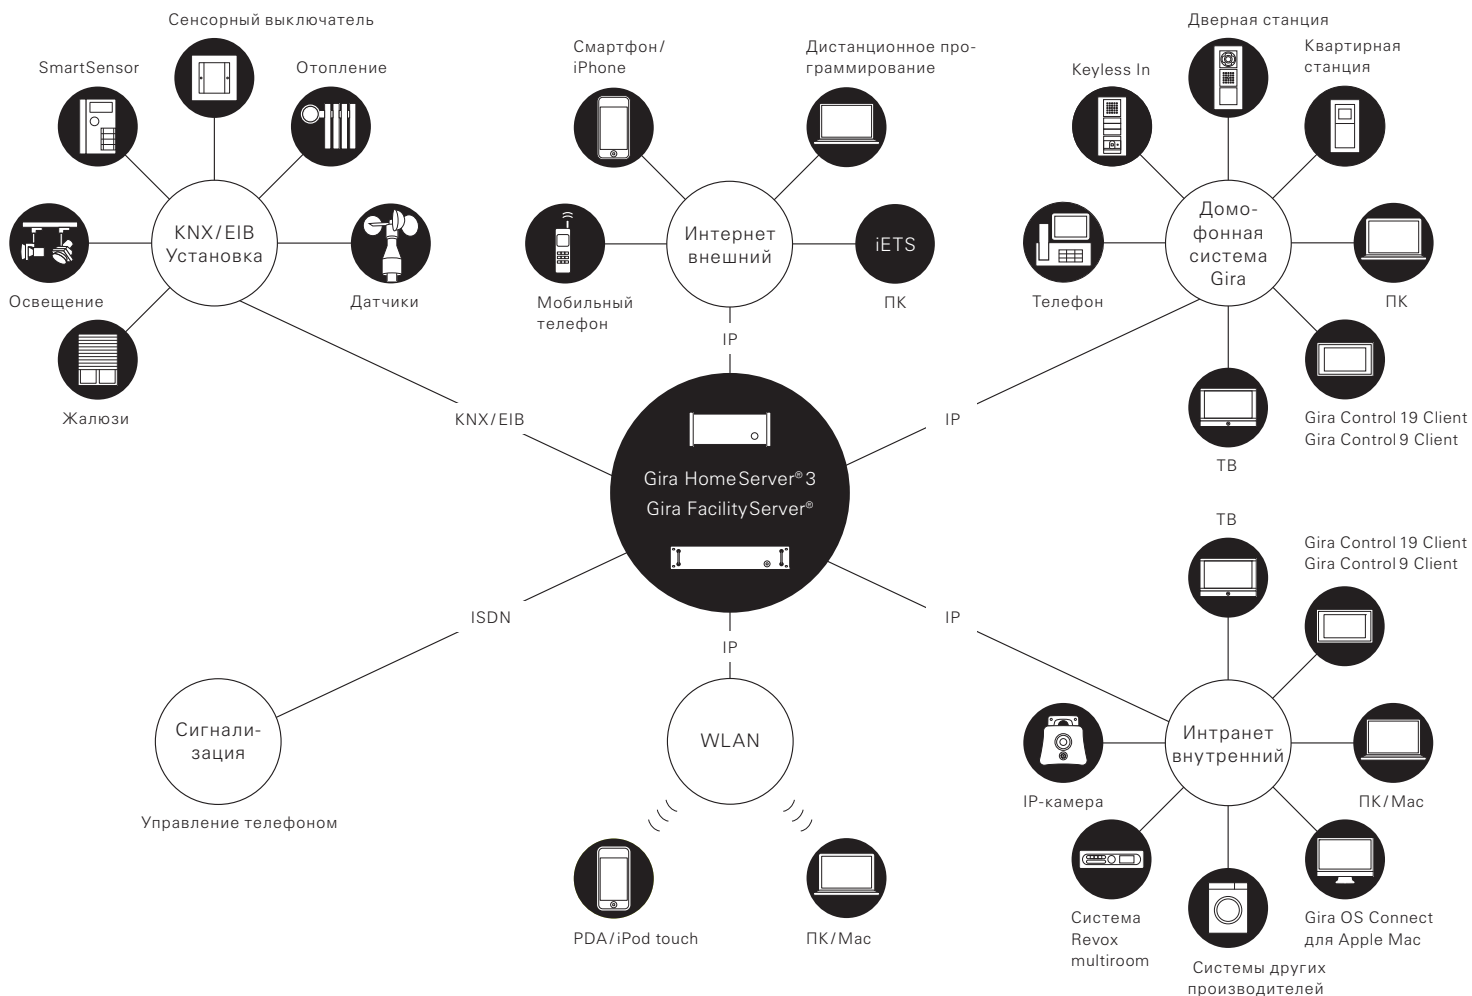 Сенсорный выключатель
SmartSensor
Отопление
KNX/EIB
Установка
Освещение
Датчики
Жалюзи
Смартфон/
iPhone
Дистанционное про-
граммирование
Интернет
внешний
iETS
Мобильный
телефон
ПК
IP
Дверная станция
Keyless In
Квартирная
станция
Домо-
фонная
система
Gira
Телефон
ПК
Gira Control 19 Client
Gira Control 9 Client
ТВ
KNX/EIB
IP
Gira HomeServer® 3
Gira FacilityServer®
ISDN
IP
IP
Сигнали-
зация
Управление телефоном
WLAN
PDA/iPod touch
ПК/Mac
ТВ
Gira Control 19 Client
Gira Control 9 Client
Интранет
внутренний
IP-камера
ПК/Mac
Система
Revox
multiroom
Gira OS Connect
для Apple Mac
Системы других
производителей